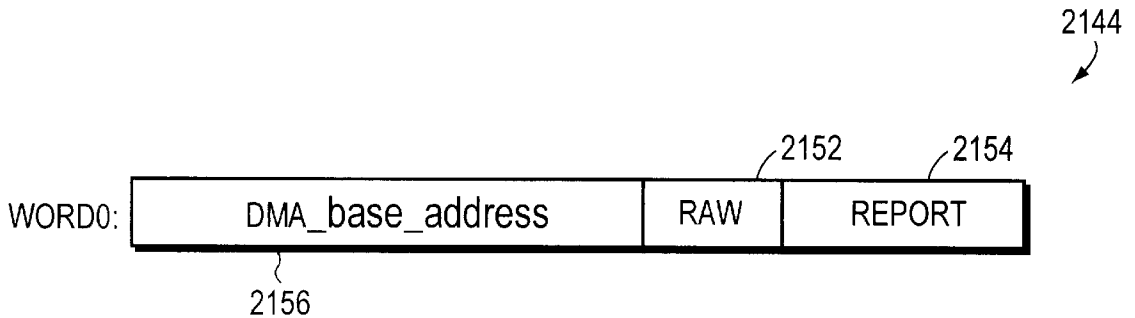 2144
2152
2154
WORD0: DMA_base_address RAW REPORT
2156